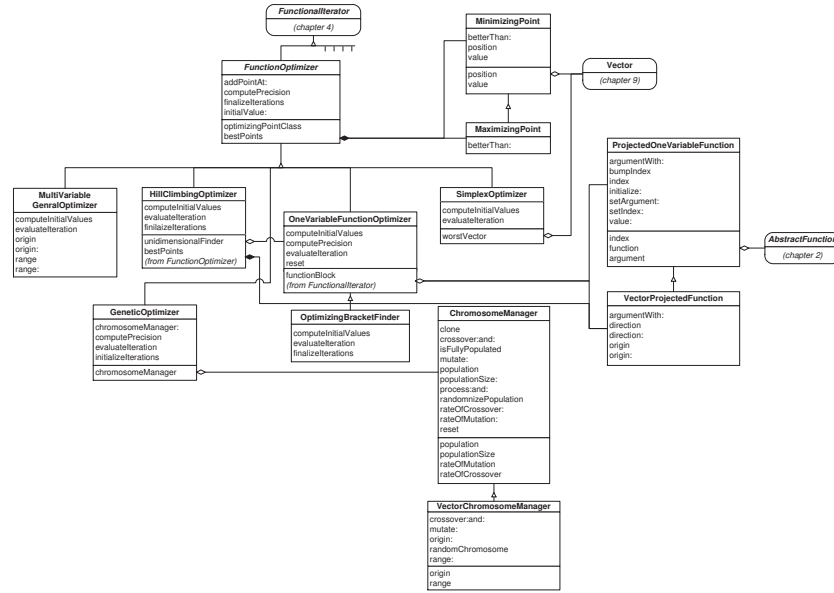 FunctionalIterator
(chapter 4)
FunctionOptimizer
addPointAt:
computePrecision
finalizeIterations
initialValue:
optimizingPointClass
bestPoints
MinimizingPoint
betterThan:
position
value
position
value
Vector
(chapter 9)
MaximizingPoint
betterThan:
ProjectedOneVariableFunction
argumentWith:
bumpIndex
index
initialize:
setArgument:
setIndex:
value:
index
function
argument
AbstractFunction
(chapter 2)
MultiVariable
GenralOptimizer
computeInitialValues
evaluateIteration
origin
origin:
range
range:
HillClimbingOptimizer
computeInitialValues
evaluateIteration
finilaizeIterations
unidimensionalFinder
bestPoints
(from FunctionOptimizer)
OneVariableFunctionOptimizer
computeInitialValues
computePrecision
evaluateIteration
reset
functionBlock
(from FunctionalIterator)
SimplexOptimizer
computeInitialValues
evaluateIteration
worstVector
VectorProjectedFunction
argumentWith:
direction
direction:
origin
origin:
GeneticOptimizer
chromosomeManager:
computePrecision
evaluateIteration
initializeIterations
chromosomeManager
OptimizingBracketFinder
computeInitialValues
evaluateIteration
finalizeIterations
ChromosomeManager
clone
crossover:and:
isFullyPopulated
mutate:
population
populationSize:
process:and:
randomnizePopulation
rateOfCrossover:
rateOfMutation:
reset
population
populationSize
rateOfMutation
rateOfCrossover
VectorChromosomeManager
crossover:and:
mutate:
origin:
randomChromosome
range:
origin
range